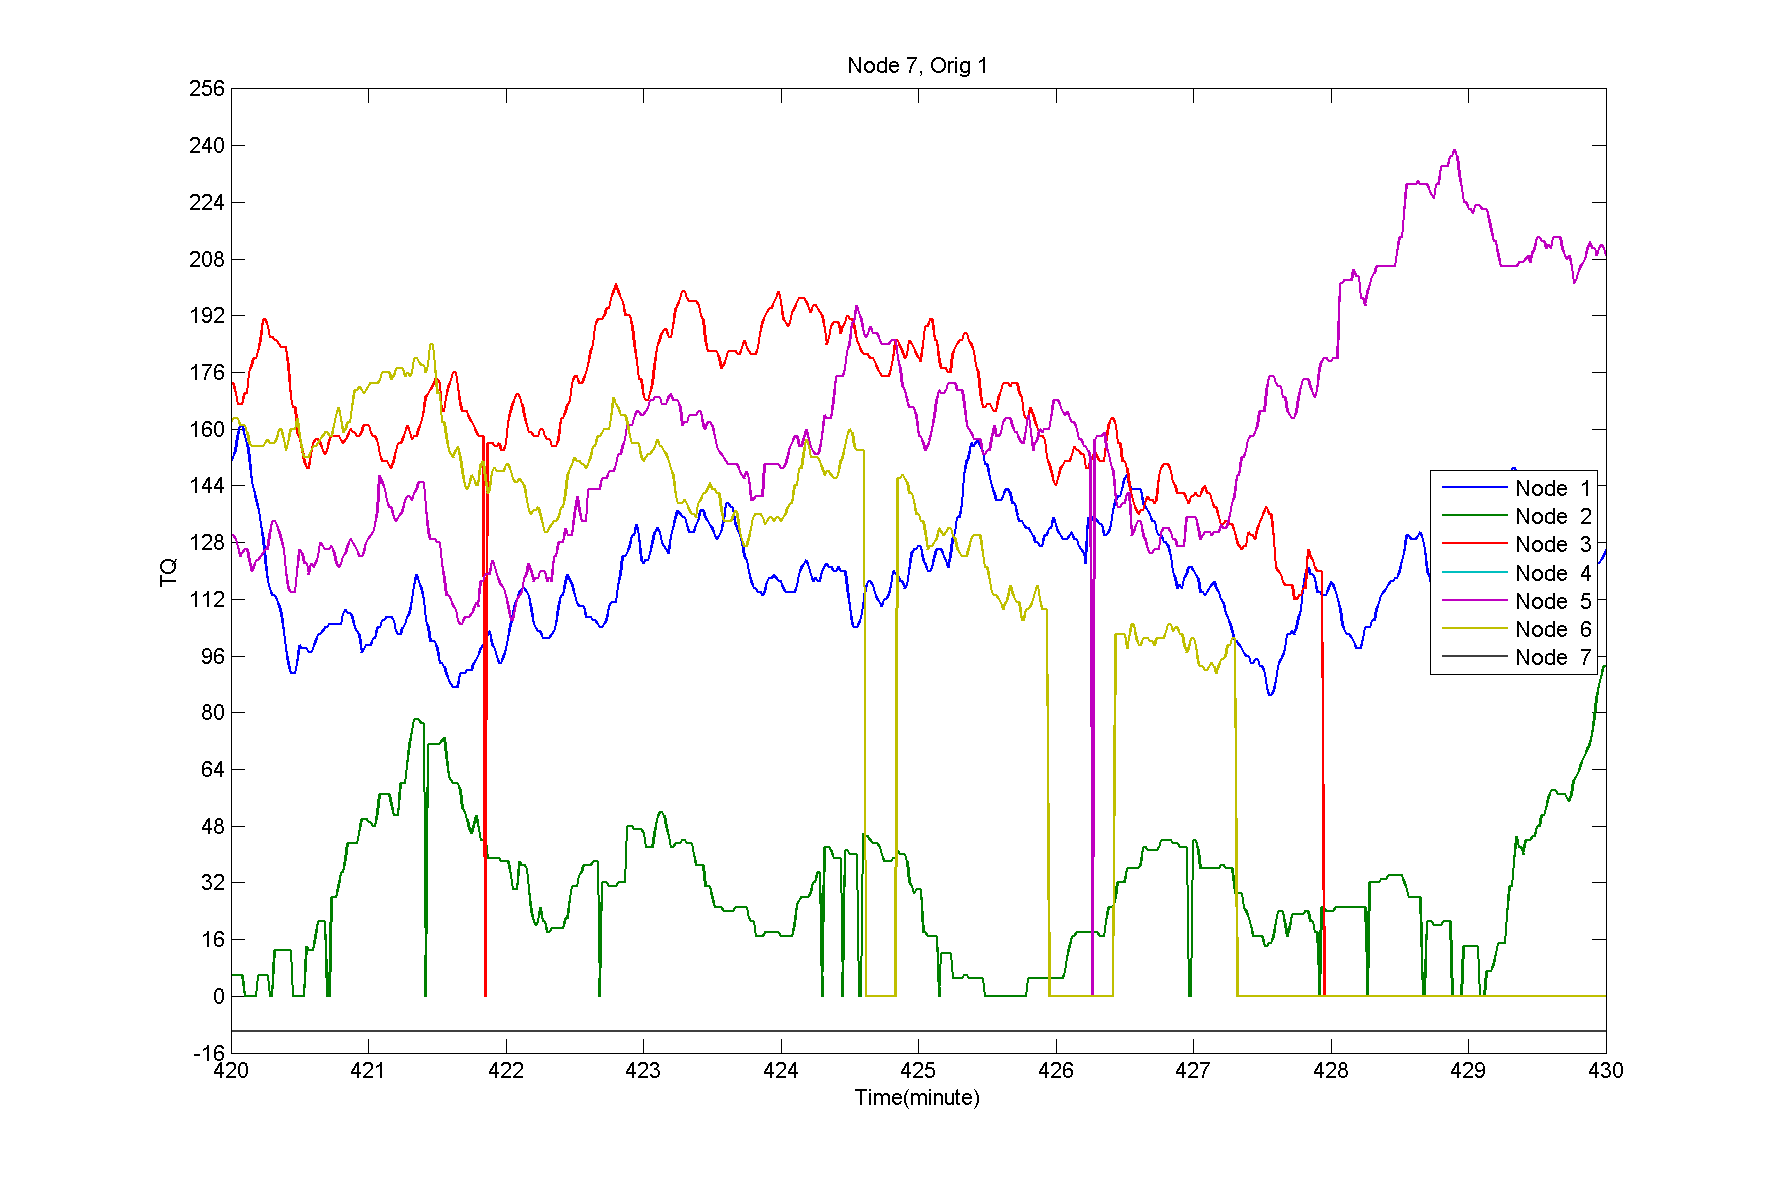 Node 7, Orig 1
256
240
224
208
192
176
160
144
128
112
96
80
64
48
32
16
0
-16
TQ
Node 1
Node 2
Node 3
Node 4
Node 5
Node 6
Node 7
420 421 422 423 424 425 426 427 428 429 430
Time(minute)